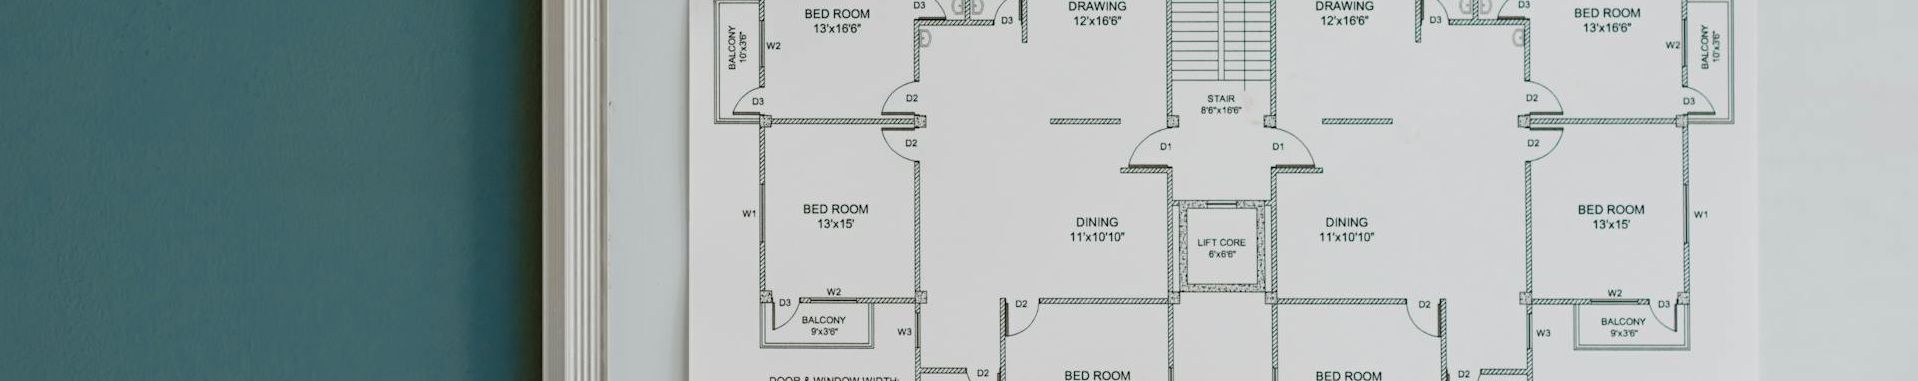 D3
D3
DRAWING
12'x16'6"
DRAWING
12'x16'6"
D3
D3
BED ROOM
13'x16'6"
BED ROOM
13'x16'6"
BALCONY
10'x3'6"
W2
W2
BALCONY
10'x3'6"
D3
D2
STAIR
8'6"x16'6"
D2
D3
D2
D1
D1
D2
W1
BED ROOM
13'x15'
DINING
11'x10'10"
DINING
11'x10'10"
BED ROOM
13'x15'
W1
LIFT CORE
6'x6'6"
W2
D3
D2
D2
W2
D3
BALCONY
9'x3'6"
W3
W3
BALCONY
9'x3'6"
D2
BED ROOM
BED ROOM
D2
DOOR & WINDOW WIDTH: